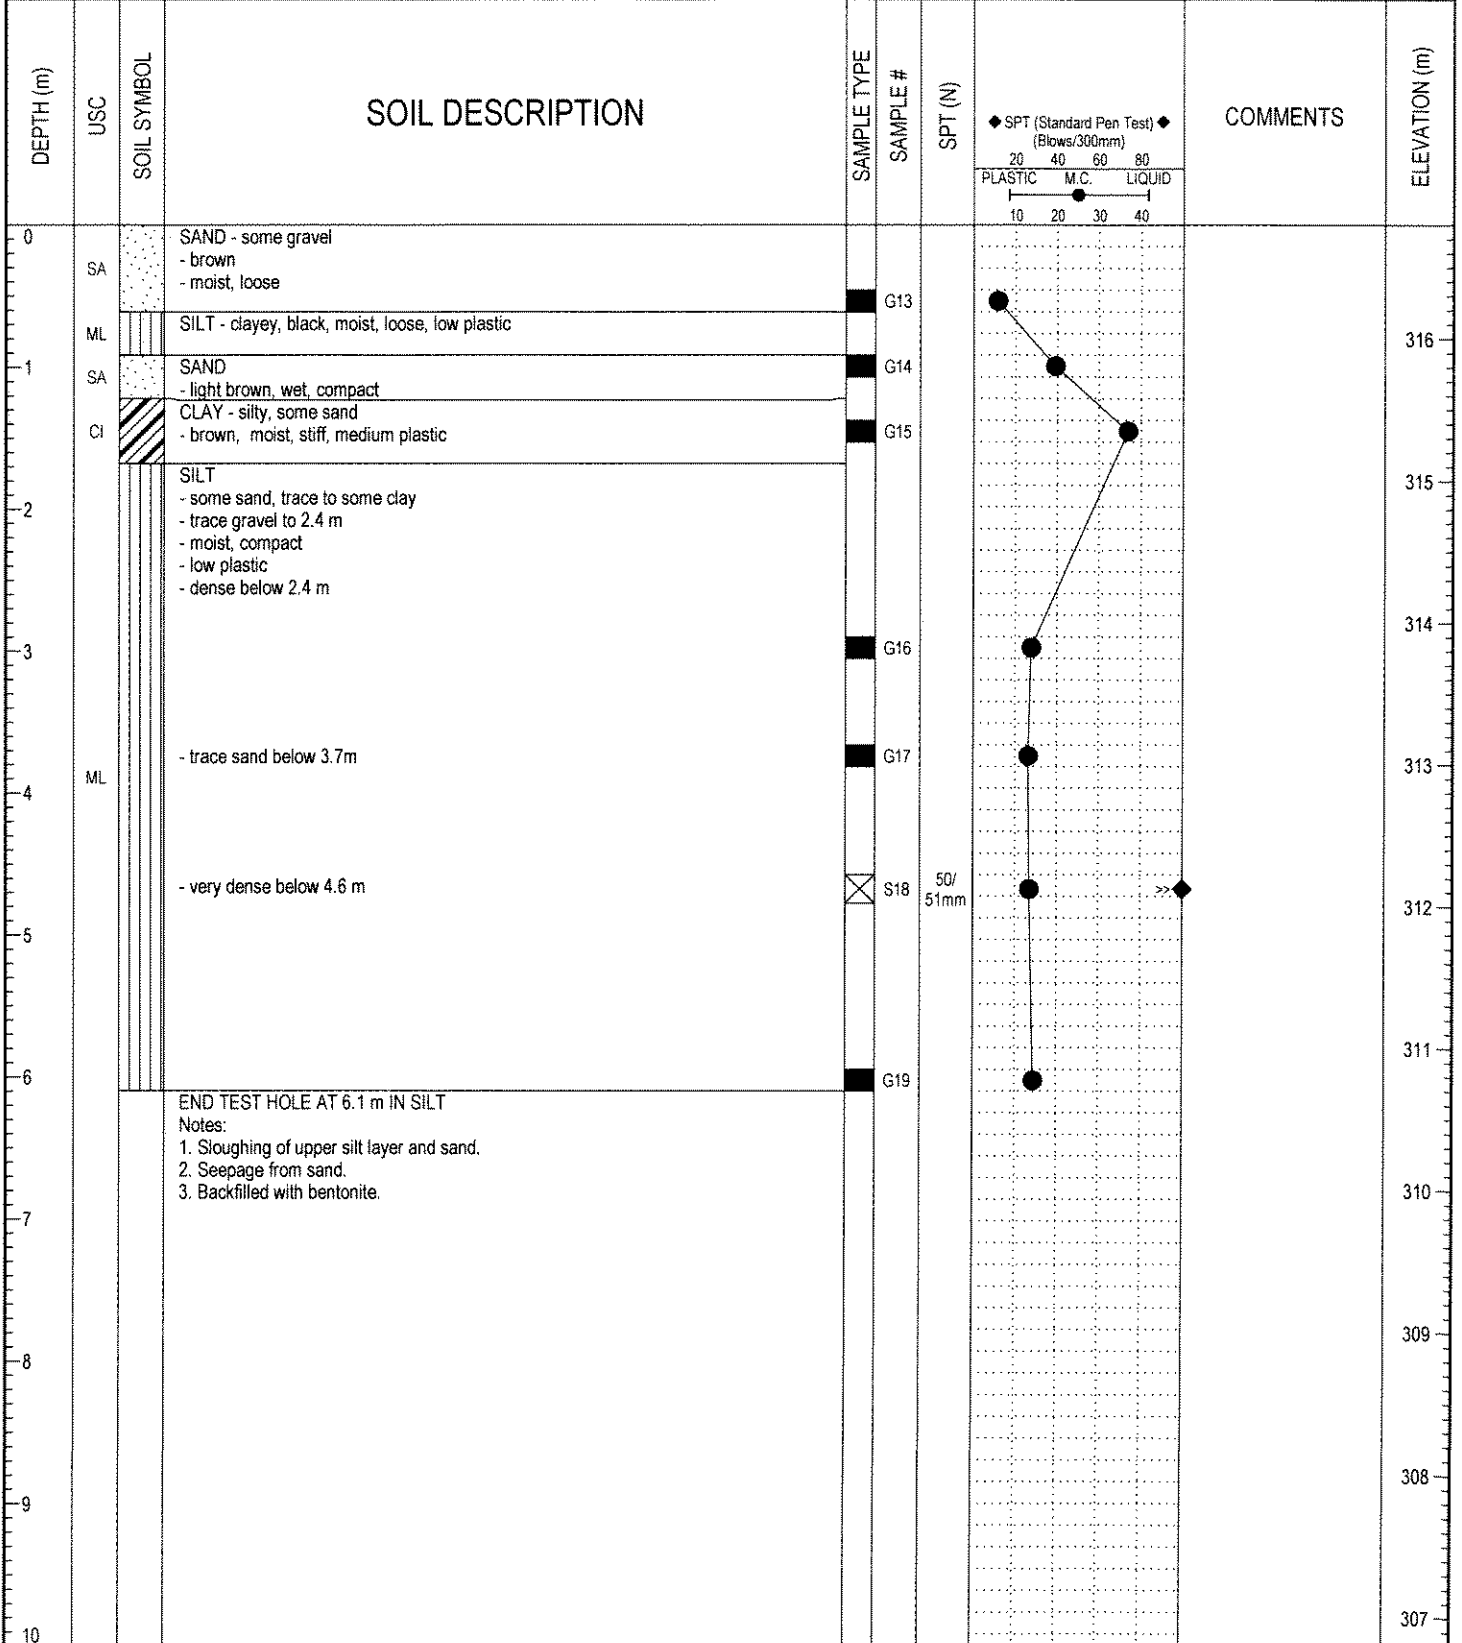 DEPTH (m)
USC
SOIL SYMBOL
SOIL DESCRIPTION
SAMPLE TYPE
SAMPLE #
SPT (N)
◆ SPT (Standard Pen Test) ◆
(Blows/300mm)
20 40 60 80
PLASTIC M.C. LIQUID
10 20 30 40
COMMENTS
ELEVATION (m)
0
SAND - some gravel
- brown
SA
- moist, loose
G13
SILT - clayey, black, moist, loose, low plastic
ML
316
1
SAND
G14
SA
- light brown, wet, compact
CLAY - silty, some sand
CI
- brown, moist, stiff, medium plastic
G15
SILT
315
- some sand, trace to some clay
2
- trace gravel to 2.4 m
- moist, compact
- low plastic
- dense below 2.4 m
314
3
G16
- trace sand below 3.7m
G17
313
ML
4
- very dense below 4.6 m
S18
50/
51mm
>>
312
5
311
6
G19
END TEST HOLE AT 6.1 m IN SILT
Notes:
1. Sloughing of upper silt layer and sand.
2. Seepage from sand.
3. Backfilled with bentonite.
310
7
309
8
308
9
307
10